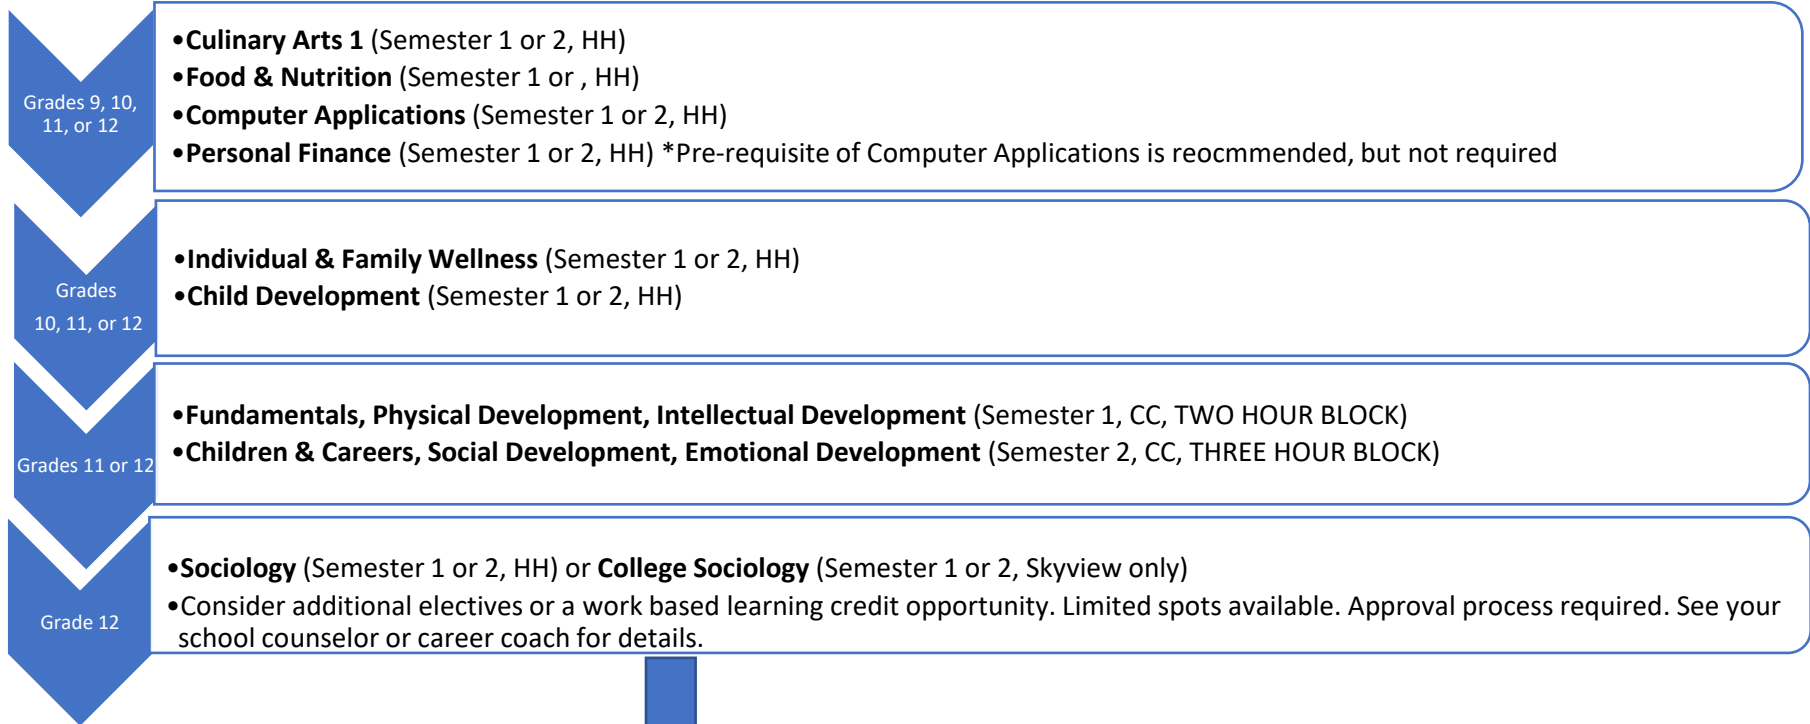 Grades 9, 10,
11, or 12
•Culinary Arts 1 (Semester 1 or 2, HH)
•Food & Nutrition (Semester 1 or , HH)
•Computer Applications (Semester 1 or 2, HH)
•Personal Finance (Semester 1 or 2, HH) *Pre-requisite of Computer Applications is reocmmended, but not required
Grades
10, 11, or 12
•Individual & Family Wellness (Semester 1 or 2, HH)
•Child Development (Semester 1 or 2, HH)
Grades 11 or 12
•Fundamentals, Physical Development, Intellectual Development (Semester 1, CC, TWO HOUR BLOCK)
•Children & Careers, Social Development, Emotional Development (Semester 2, CC, THREE HOUR BLOCK)
Grade 12
•Sociology (Semester 1 or 2, HH) or College Sociology (Semester 1 or 2, Skyview only)
•Consider additional electives or a work based learning credit opportunity. Limited spots available. Approval process required. See your
school counselor or career coach for details.